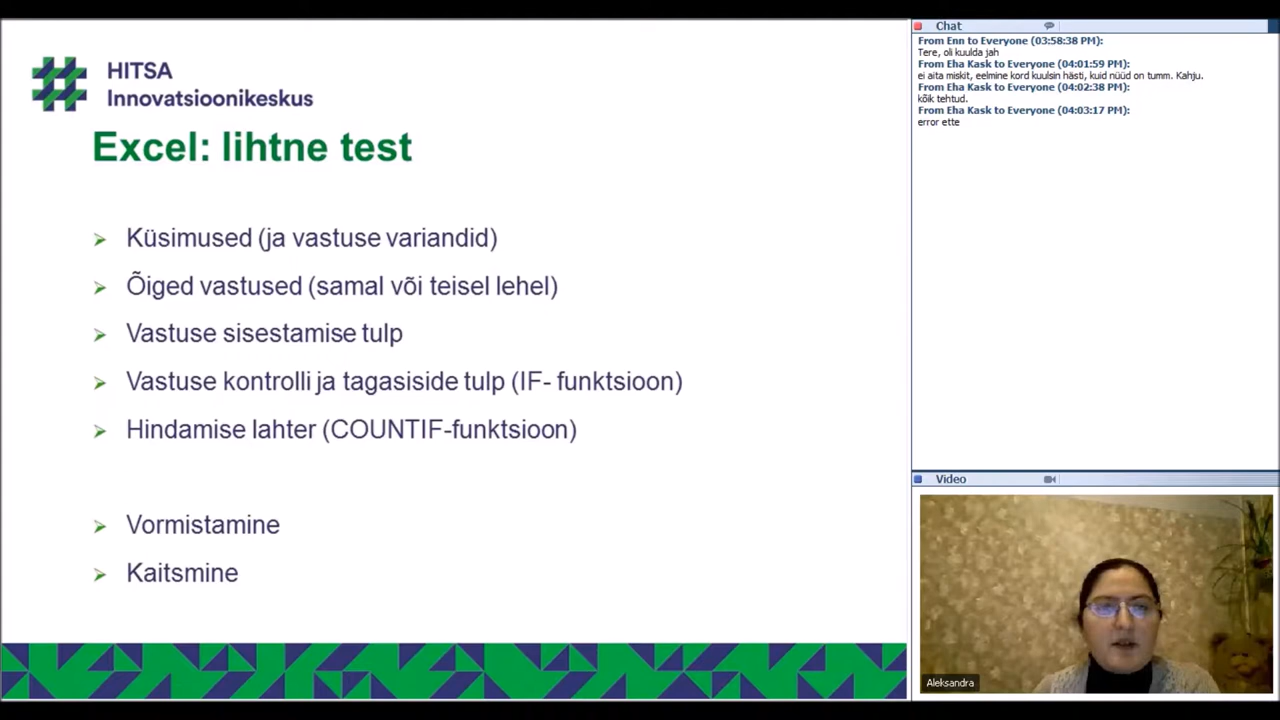 HITSA
Innovatsioonikeskus
Excel: lihtne test
Küsimused (ja vastuse variandid)
Õiged vastused (samal või teisel lehel)
Vastuse sisestamise tulp
Vastuse kontrolli ja tagasiside tulp (IF- funktsioon)
Hindamise lahter (COUNTIF-funktsioon)
Vormistamine
Kaitsmine
Chat
From Enn to Everyone (03:58:38 PM):
Tere, oli kuulda jah
From Eha Kask to Everyone (04:01:59 PM):
ei aita miskit, eelmine kord kuulsin hästi, kuid nüüd on tumm. Kahju.
From Eha Kask to Everyone (04:02:38 PM):
kõik tehtud.
From Eha Kask to Everyone (04:03:17 PM):
error ette
Video
Aleksandra